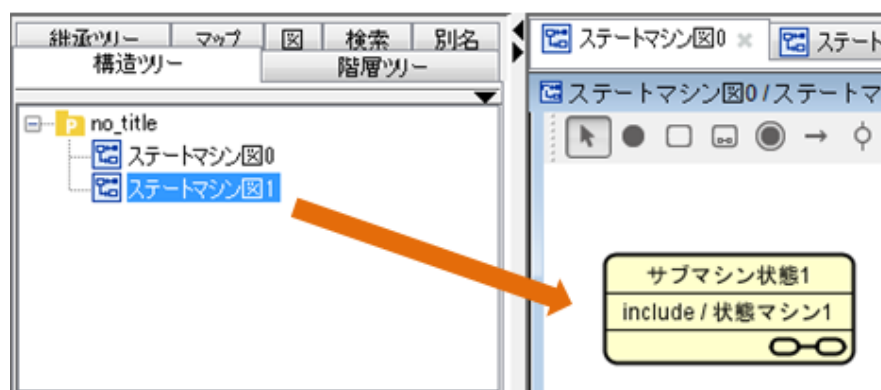 継承ツリー マップ 図 検索 別名
構造ツリー 階層ツリー
no_title
ステートマシン図0
ステートマシン図1
ステートマシン図0 ステート
ステートマシン図0/ステートマ
サブマシン状態1
include / 状態マシン1